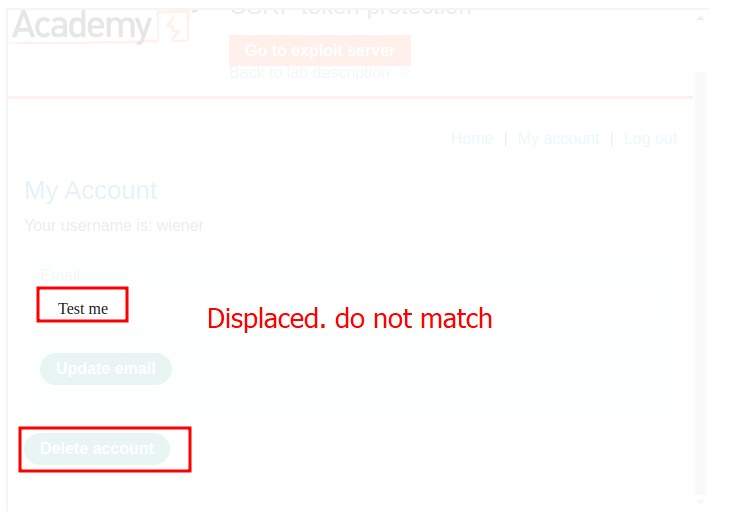 CSRF token protection
Academy
Go to exploit server
Back to lab description
Home | My account | Log out
My Account
Your username is: wiener
Email
Test me
Displaced. do not match
Update email
Delete account